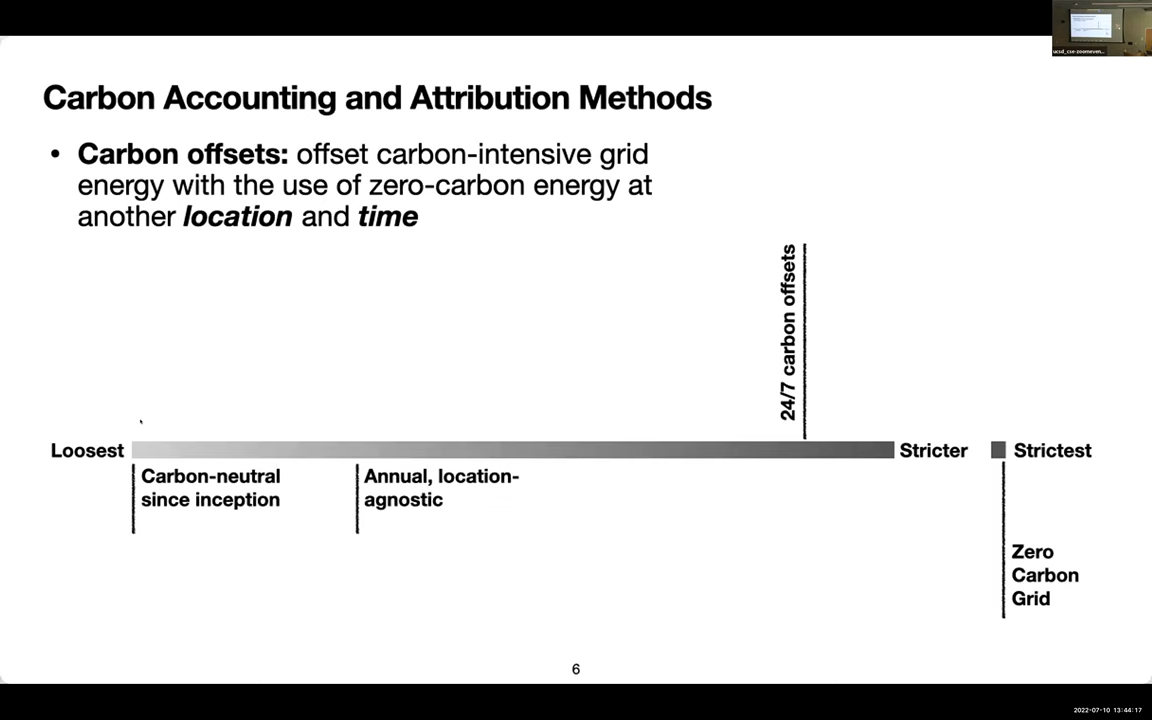 ucsd_cse-zoomeven...
Carbon Accounting and Attribution Methods
• Carbon offsets: offset carbon-intensive grid
energy with the use of zero-carbon energy at
another location and time
24/7 carbon offsets
Loosest
Stricter
Strictest
Carbon-neutral
since inception
Annual, location-
agnostic
Zero
Carbon
Grid
6
2022-07-10 13:44:17